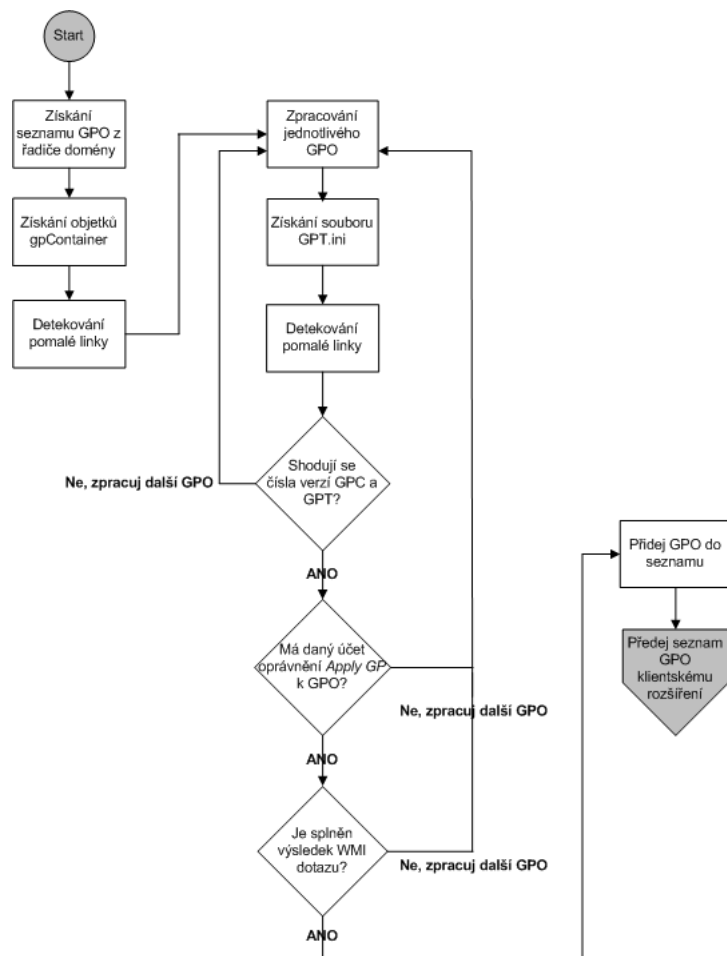 Start
Získání
seznamu GPO z
řadiče domény
Získání objetků
gpContainer
Detekování
pomalé linky
Zpracování
jednotlivého
GPO
Získání souboru
GPT.ini
Detekování
pomalé linky
Shodují se
čísla verzí GPC a
GPT?
Ne, zpracuj další GPO
ANO
Má daný účet
oprávnění Apply GP
k GPO?
Ne, zpracuj další GPO
ANO
Je splněn
výsledek WMI
dotazu?
Ne, zpracuj další GPO
ANO
Přidej GPO do
seznamu
Předej seznam
GPO
klientskému
rozšíření